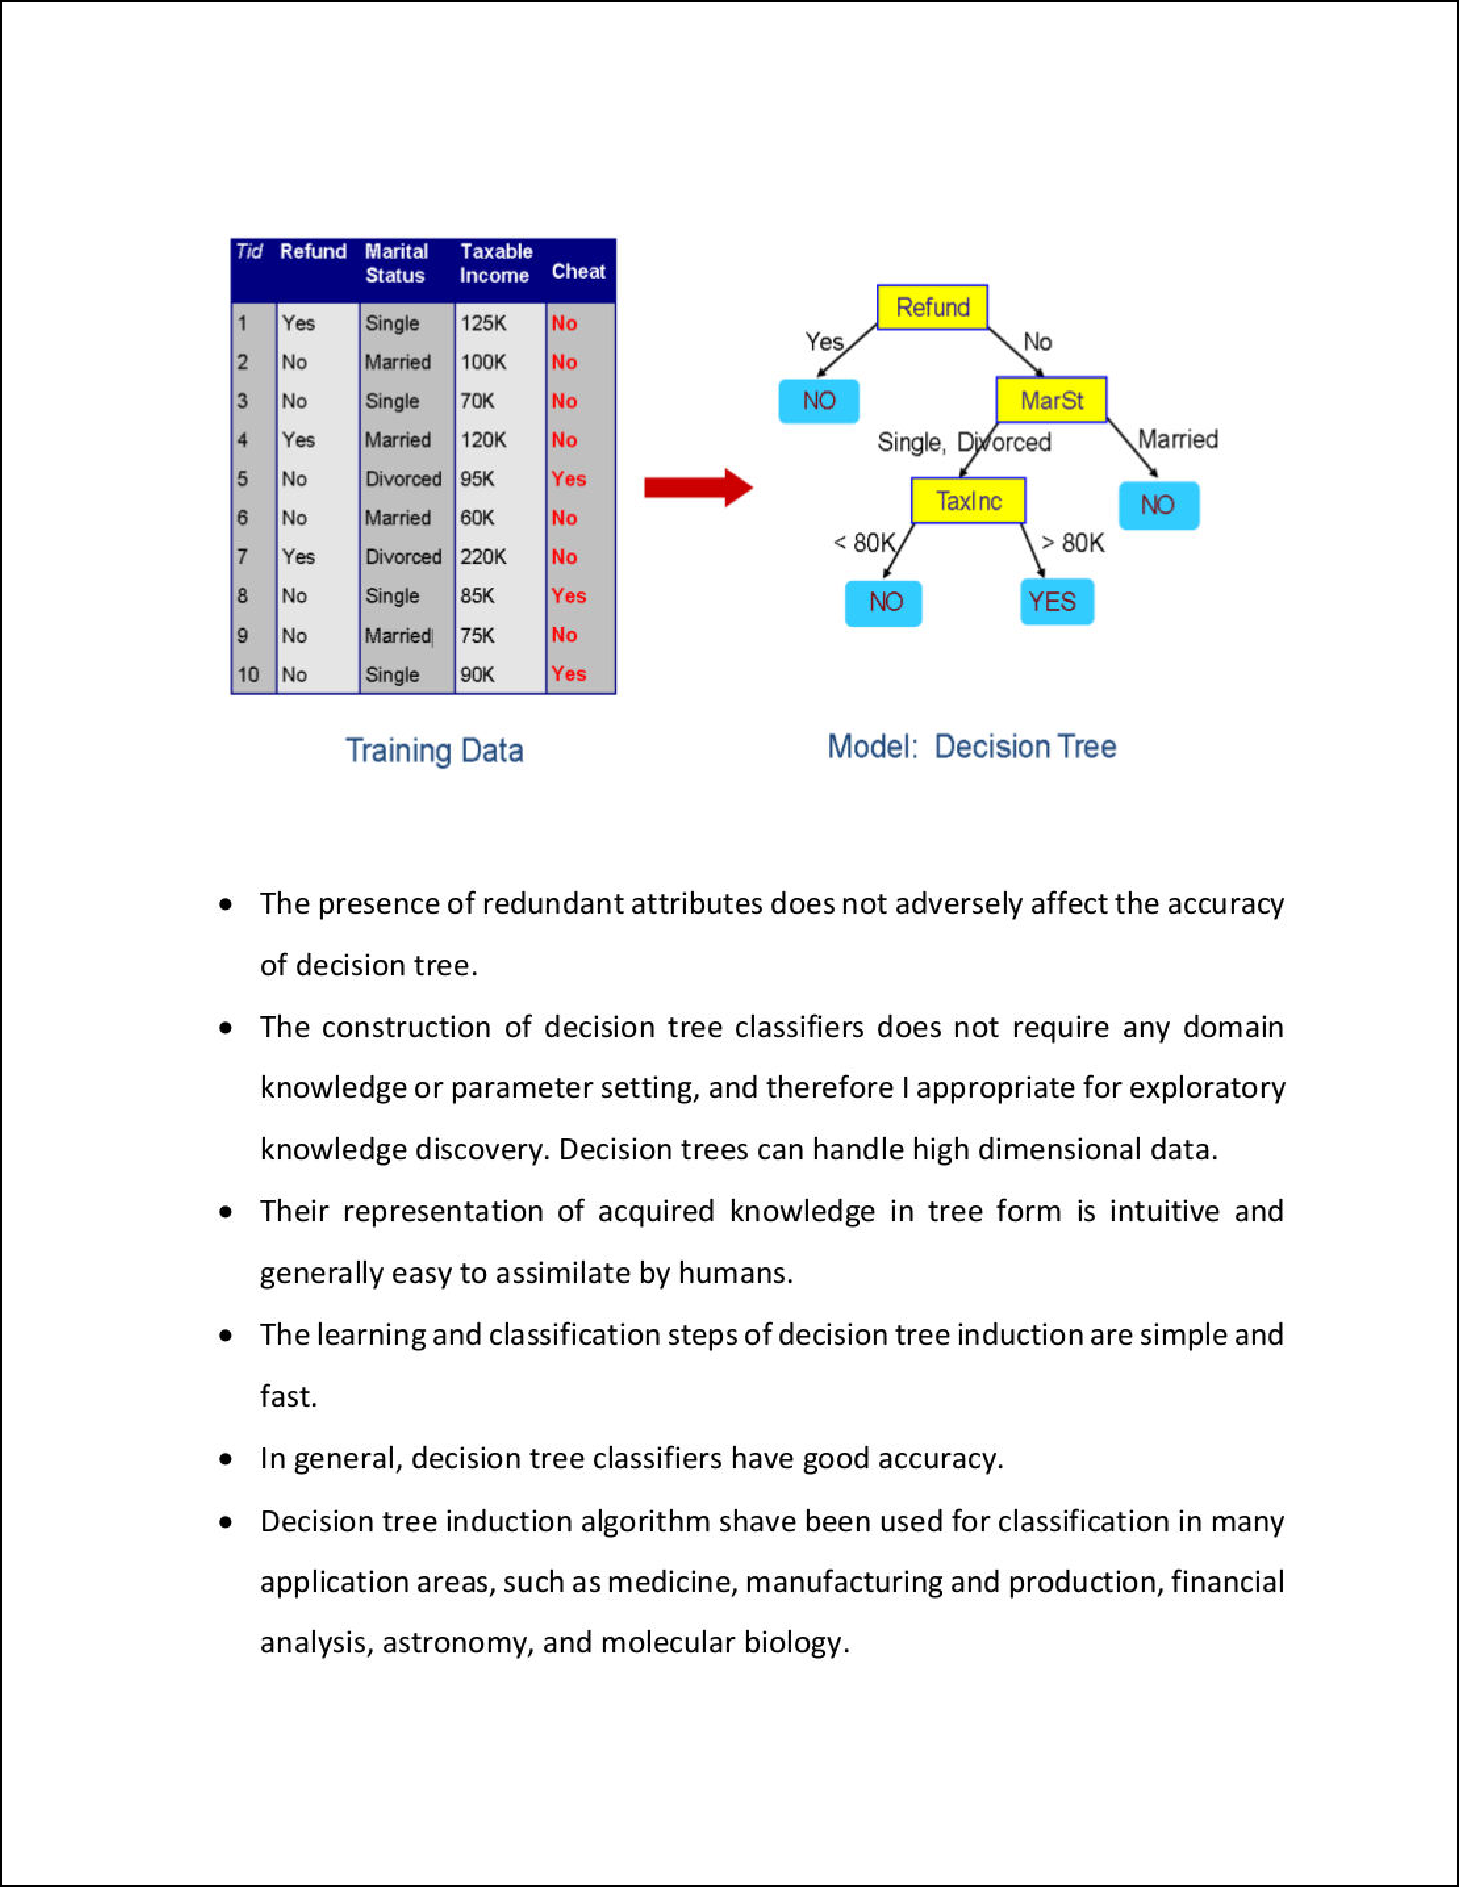 Tid Refund Marital Status Taxable Income Cheat
1 Yes Single 125K No
2 No Married 100K No
3 No Single 70K No
4 Yes Married 120K No
5 No Divorced 95K Yes
6 No Married 60K No
7 Yes Divorced 220K No
8 No Single 85K Yes
9 No Married 75K No
10 No Single 90K Yes
Training Data
Refund
Yes No
NO MarSt
Single, Divorced Married
TaxInc NO
< 80K > 80K
NO YES
Model: Decision Tree
• The presence of redundant attributes does not adversely affect the accuracy
of decision tree.
• The construction of decision tree classifiers does not require any domain
knowledge or parameter setting, and therefore I appropriate for exploratory
knowledge discovery. Decision trees can handle high dimensional data.
• Their representation of acquired knowledge in tree form is intuitive and
generally easy to assimilate by humans.
• The learning and classification steps of decision tree induction are simple and
fast.
• In general, decision tree classifiers have good accuracy.
• Decision tree induction algorithm shave been used for classification in many
application areas, such as medicine, manufacturing and production, financial
analysis, astronomy, and molecular biology.